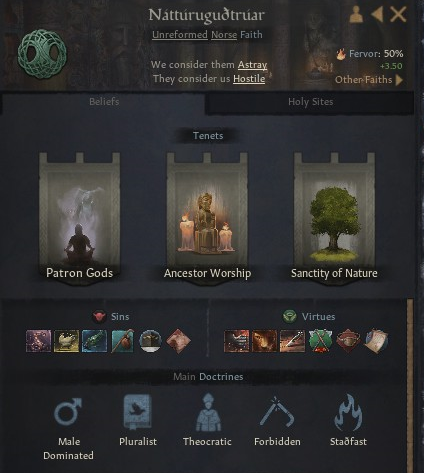 Náttúruguðtrúar
Unreformed Norse Faith
We consider them Astray
They consider us Hostile
Fervor: 50%
+3.50
Other Faiths
Beliefs
Holy Sites
Tenets
Patron Gods
Ancestor Worship
Sanctity of Nature
Sins
Virtues
Main Doctrines
Male
Dominated
Pluralist
Theocratic
Forbidden
Staðfast